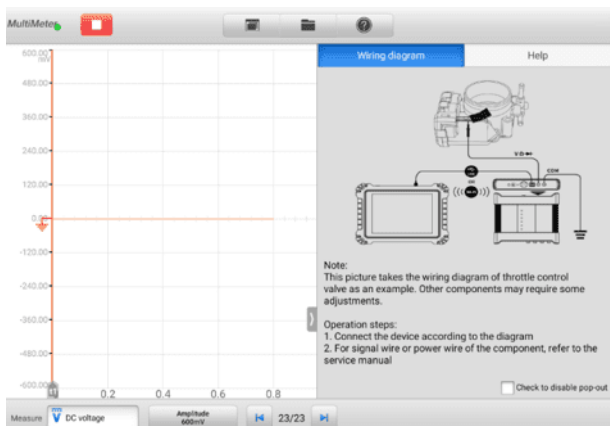 MultiMeter
600.00
mV
480.00
360.00
240.00
120.00
0.00
-120.00
-240.00
-360.00
-480.00
-600.00
0.2
0.4
0.6
0.8
Wiring diagram
Help
VΩ
COM
Note:
This picture takes the wiring diagram of throttle control
valve as an example. Other components may require some
adjustments.
Operation steps:
1. Connect the device according to the diagram
2. For signal wire or power wire of the component, refer to the
service manual
Check to disable pop-out
Measure
V
DC voltage
Amplitude
600mV
23/23